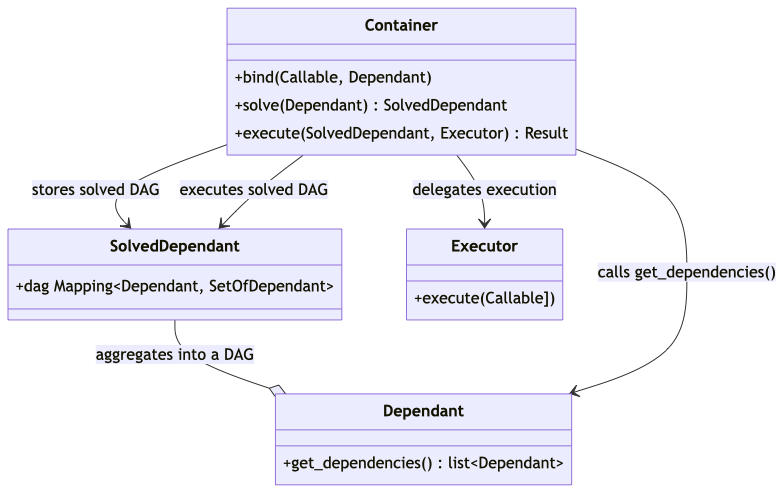 Container
+bind(Callable, Dependant)
+solve(Dependant) : SolvedDependant
+execute(SolvedDependant, Executor) : Result
stores solved DAG
executes solved DAG
delegates execution
calls get_dependencies()
SolvedDependant
+dag Mapping<Dependant, SetOfDependant>
Executor
+execute(Callable])
aggregates into a DAG
Dependant
+get_dependencies() : list<Dependant>